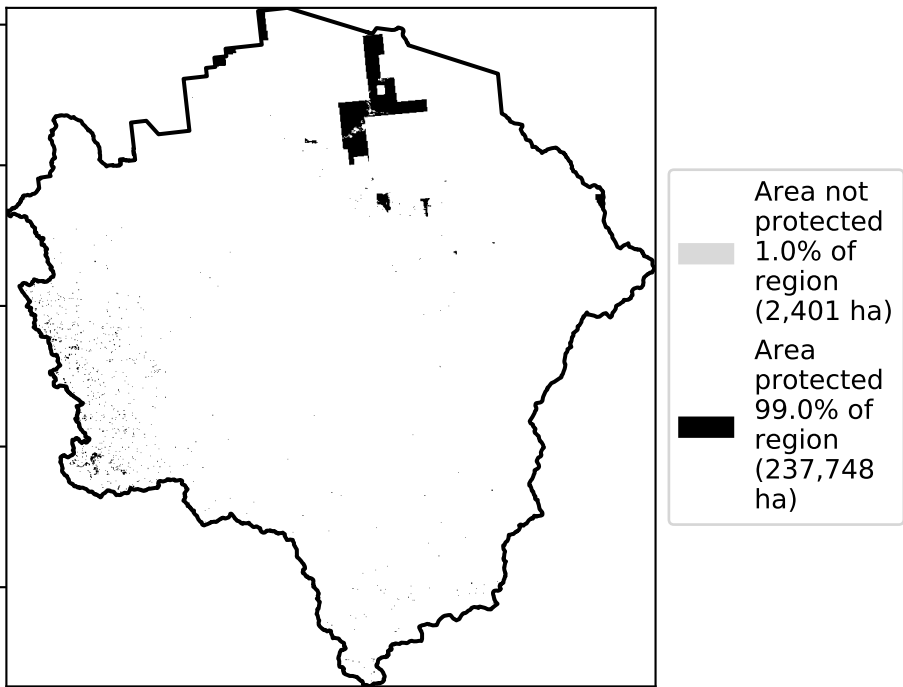 Area not
protected
1.0% of
region
(2,401 ha)
Area
protected
99.0% of
region
(237,748
ha)